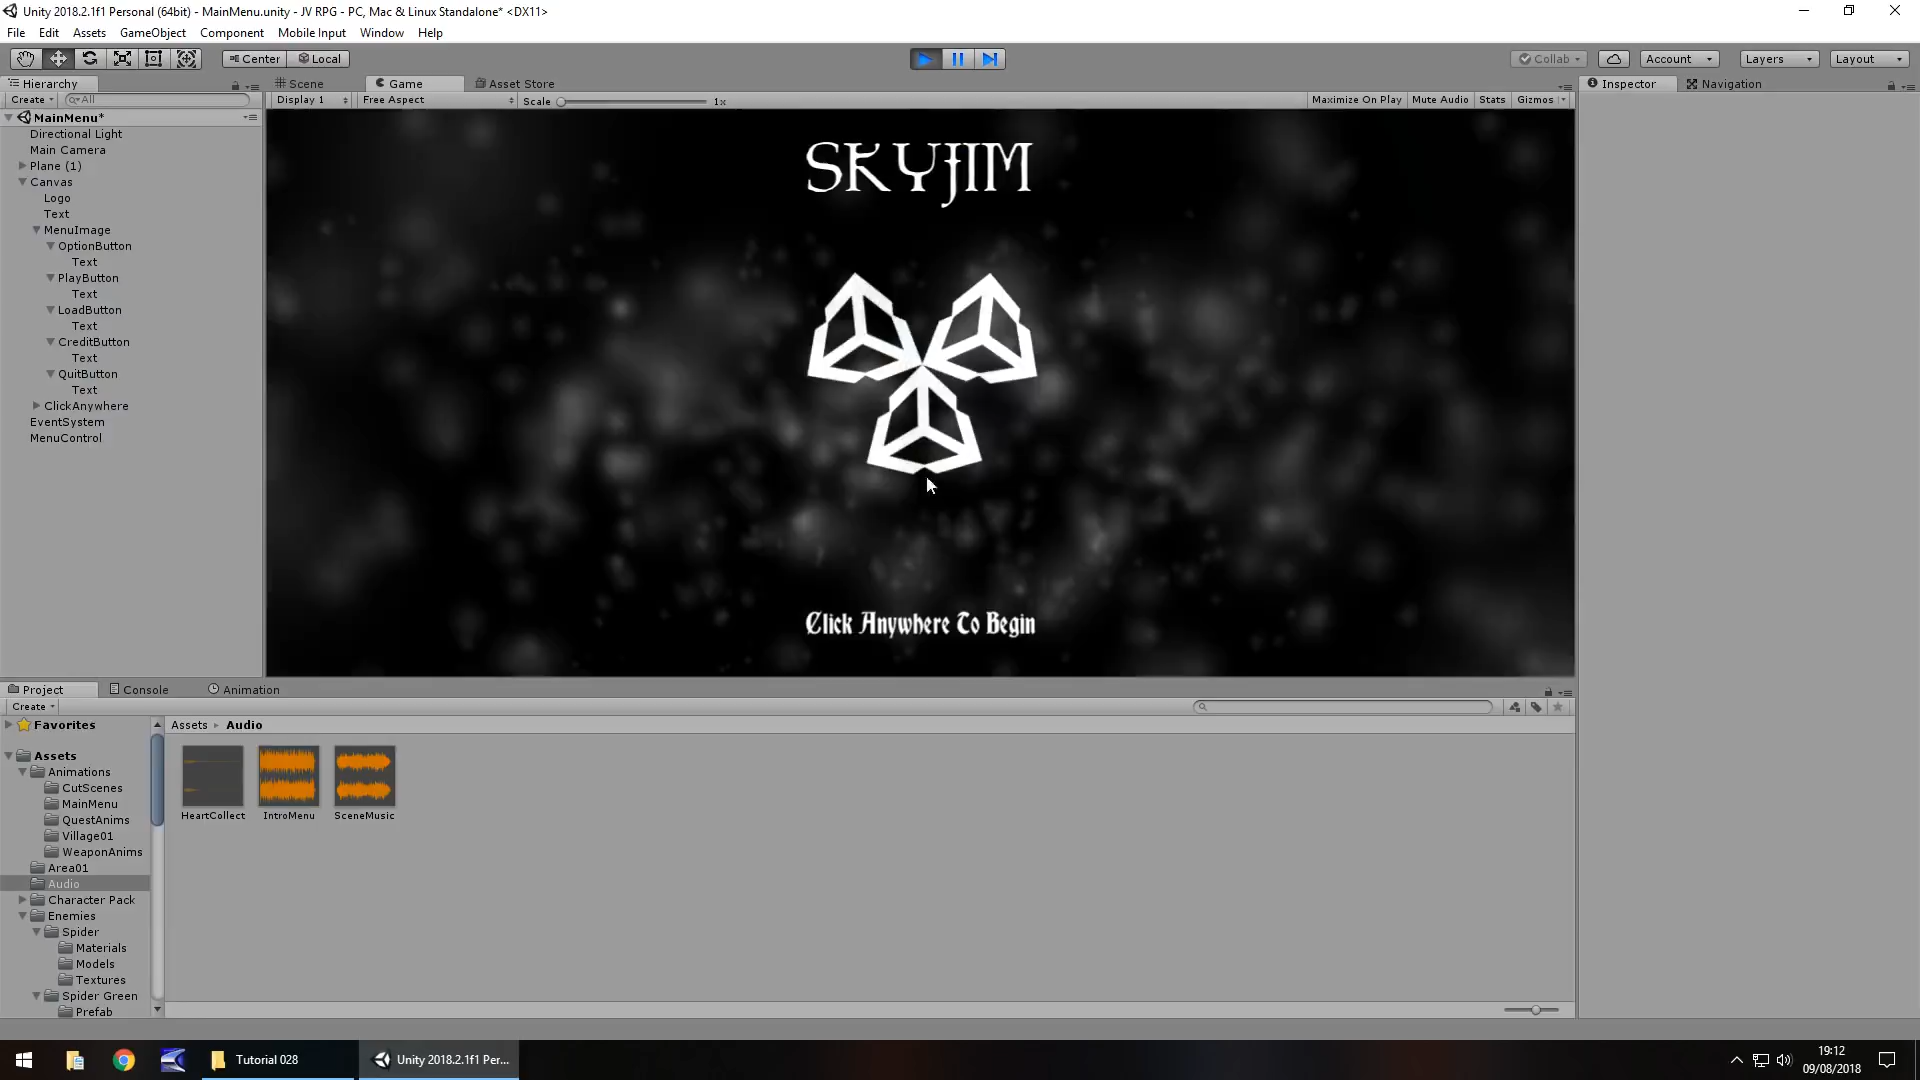 Unity 2018.2.1f1 Personal (64bit) - MainMenu.unity - JV RPG - PC, Mac & Linux Standalone* <DX11>
File Edit Assets GameObject Component Mobile Input Window Help
Center Local Collab Account Layers Layout
Hierarchy Scene Game Asset Store Inspector Navigation
Create All Display 1 Free Aspect Scale 1x Maximize On Play Mute Audio Stats Gizmos
MainMenu*
Directional Light
Main Camera
Plane (1)
Canvas
Logo
Text
MenuImage
OptionButton
Text
PlayButton
Text
LoadButton
Text
CreditButton
Text
QuitButton
Text
ClickAnywhere
EventSystem
MenuControl
SKYJIM
Click Anywhere To Begin
Project Console Animation
Create
Favorites
Assets
Animations
CutScenes
MainMenu
QuestAnims
Village01
WeaponAnims
Area01
Audio
Character Pack
Enemies
Spider
Materials
Models
Textures
Spider Green
Prefab
Assets Audio
HeartCollect IntroMenu SceneMusic
Tutorial 028 Unity 2018.2.1f1 Per...
19:12
09/08/2018